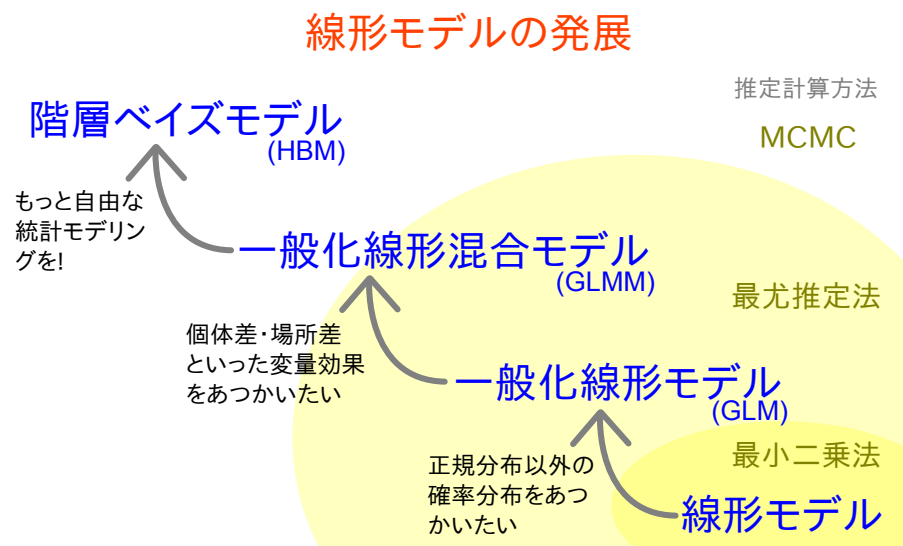 線形モデルの発展
推定計算方法
階層ベイズモデル
(HBM)
MCMC
もっと自由な
統計モデリン
グを!
一般化線形混合モデル
(GLMM)
最尤推定法
個体差・場所差
といった変量効果
をあつかいたい
一般化線形モデル
(GLM)
最小二乗法
正規分布以外の
確率分布をあつ
かいたい
線形モデル